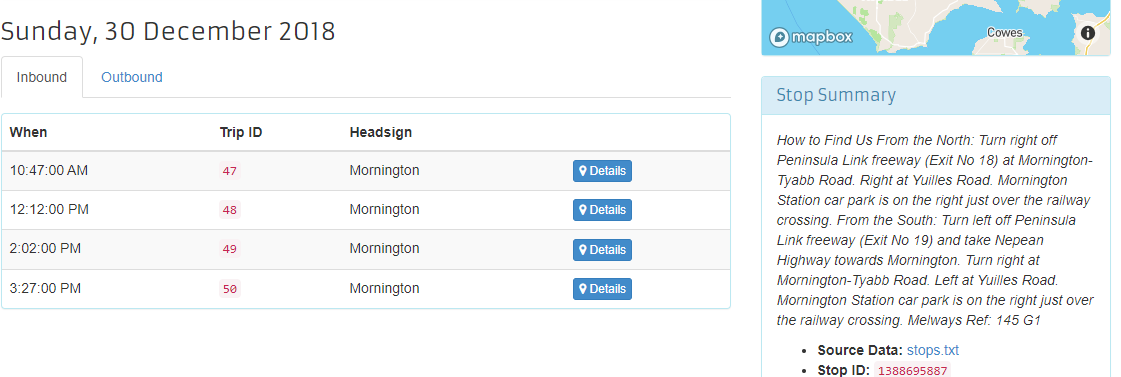 Sunday, 30 December 2018
Inbound Outbound
When Trip ID Headsign
10:47:00 AM 47 Mornington Details
12:12:00 PM 48 Mornington Details
2:02:00 PM 49 Mornington Details
3:27:00 PM 50 Mornington Details
Cowes
mapbox
i
Stop Summary
How to Find Us From the North: Turn right off
Peninsula Link freeway (Exit No 18) at Mornington-
Tyabb Road. Right at Yuilles Road. Mornington
Station car park is on the right just over the railway
crossing. From the South: Turn left off Peninsula
Link freeway (Exit No 19) and take Nepean
Highway towards Mornington. Turn right at
Mornington-Tyabb Road. Left at Yuilles Road.
Mornington Station car park is on the right just over
the railway crossing. Melways Ref: 145 G1
• Source Data: stops.txt
• Stop ID: 1388695887